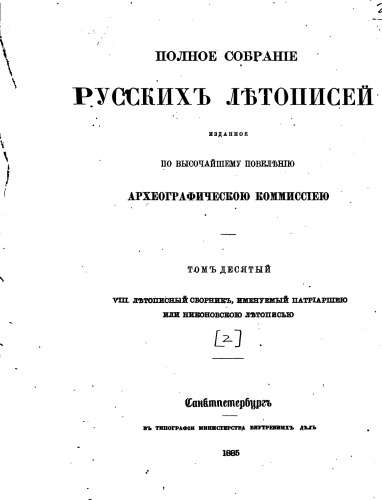 ПОЛНОЕ СОБРАНІЕ
РУССКИХЪ ЛѢТОПИСЕЙ
ИЗДАННОЕ
ПО ВЫСОЧАЙШЕМУ ПОВЕЛѢНІЮ
АРХЕОГРАФИЧЕСКОЮ КОММИССІЕЮ
ТОМЪ ДЕСЯТЫЙ
VIII. ЛѢТОПИСНЫЙ СБОРНИКЪ, ИМЕНУЕМЫЙ ПАТРІАРШЕЮ
ИЛИ НИКОНОВСКОЮ ЛѢТОПИСЬЮ
[2]
Санктпетербургъ
ВЪ ТИПОГРАФІИ МИНИСТЕРСТВА ВНУТРЕННИХЪ ДѢЛЪ
1885